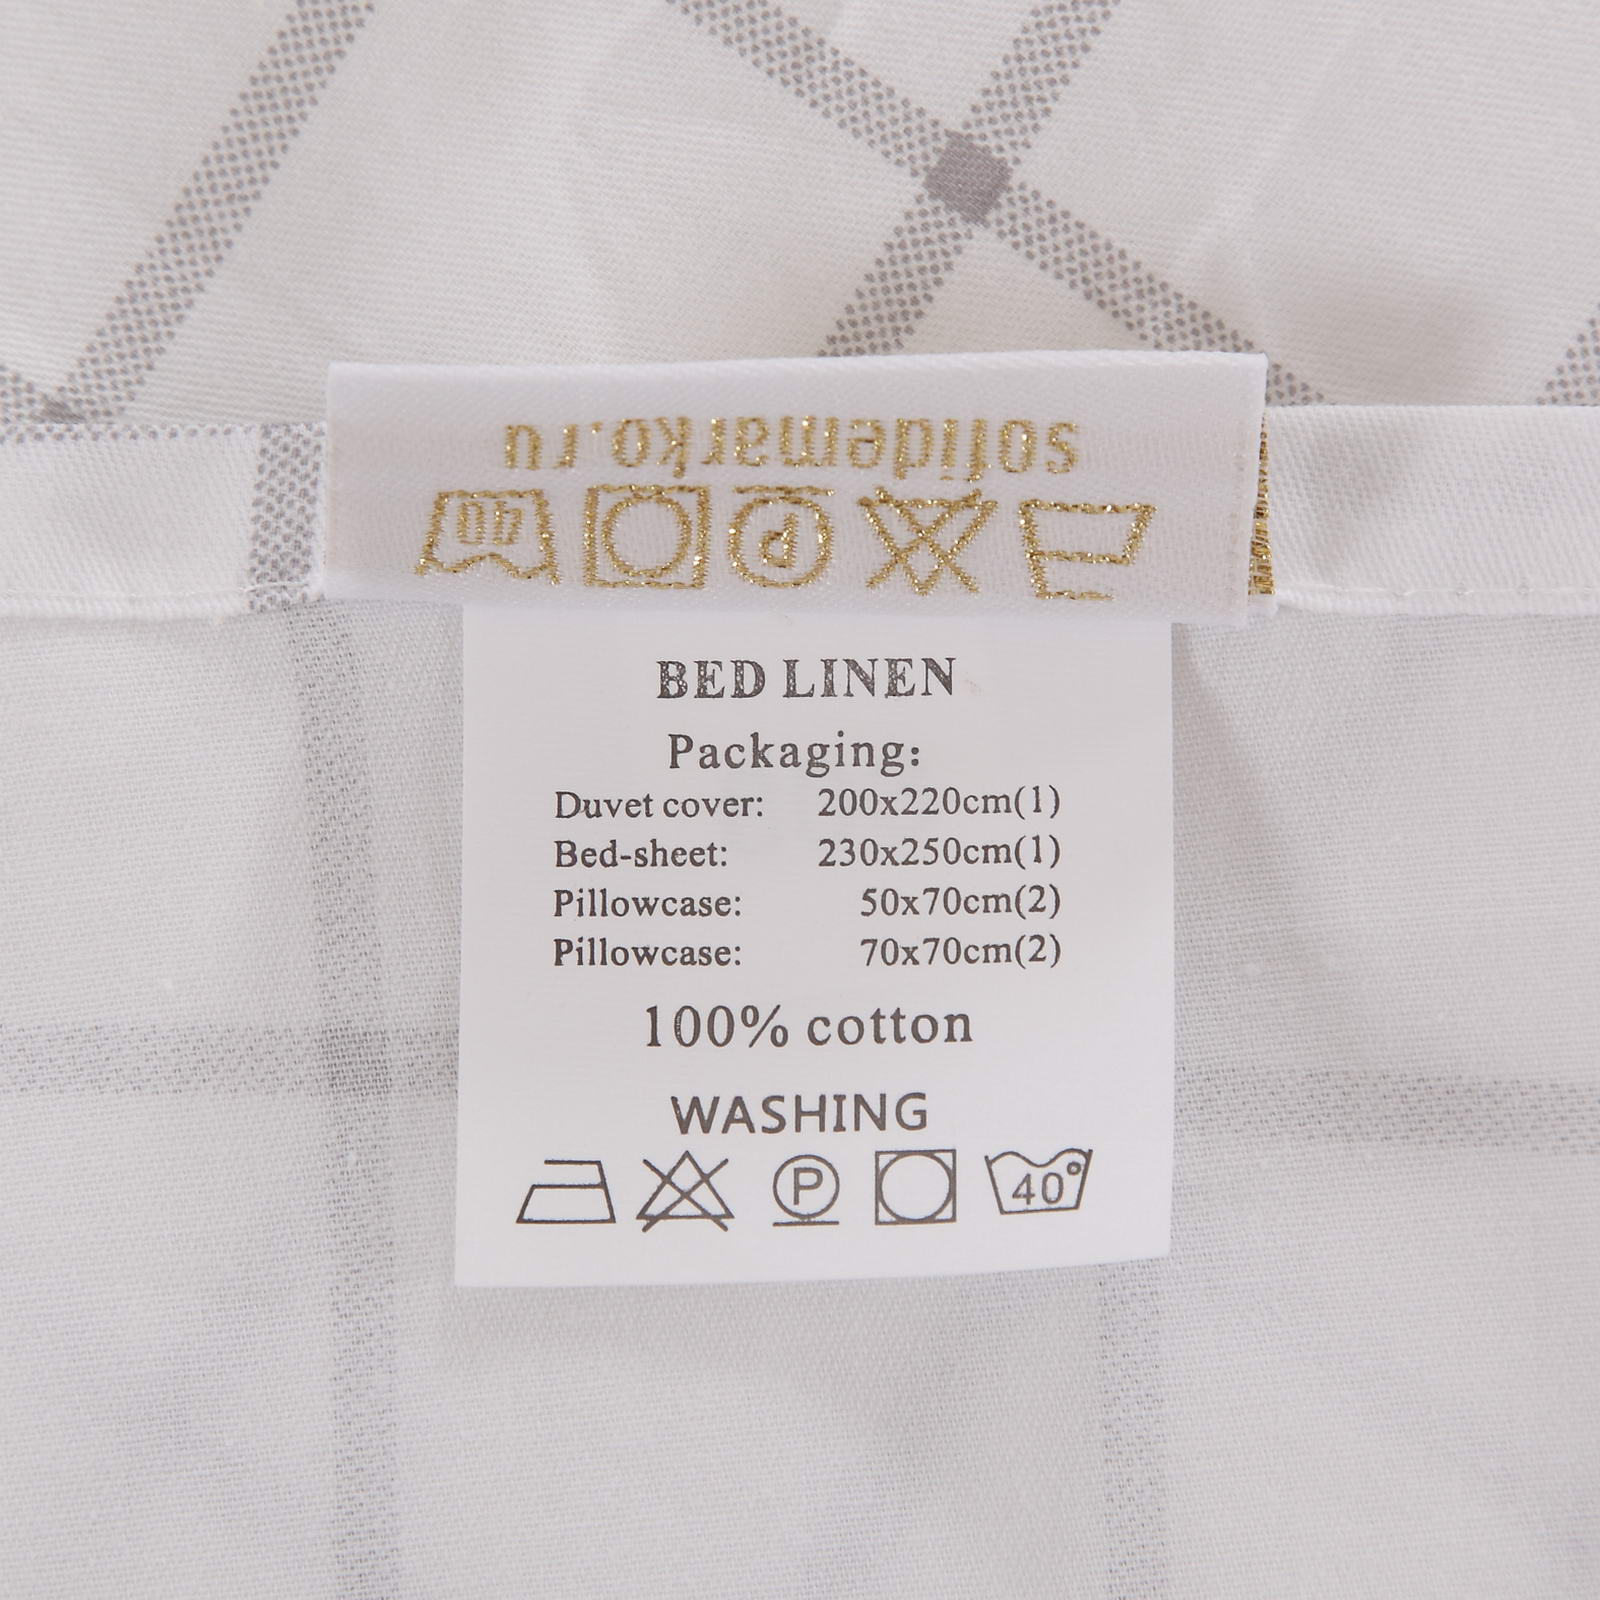 sofidemarko.ru
40
P
BED LINEN
Packaging:
Duvet cover: 200x220cm(1)
Bed-sheet: 230x250cm(1)
Pillowcase: 50x70cm(2)
Pillowcase: 70x70cm(2)
100% cotton
WASHING
P 40°